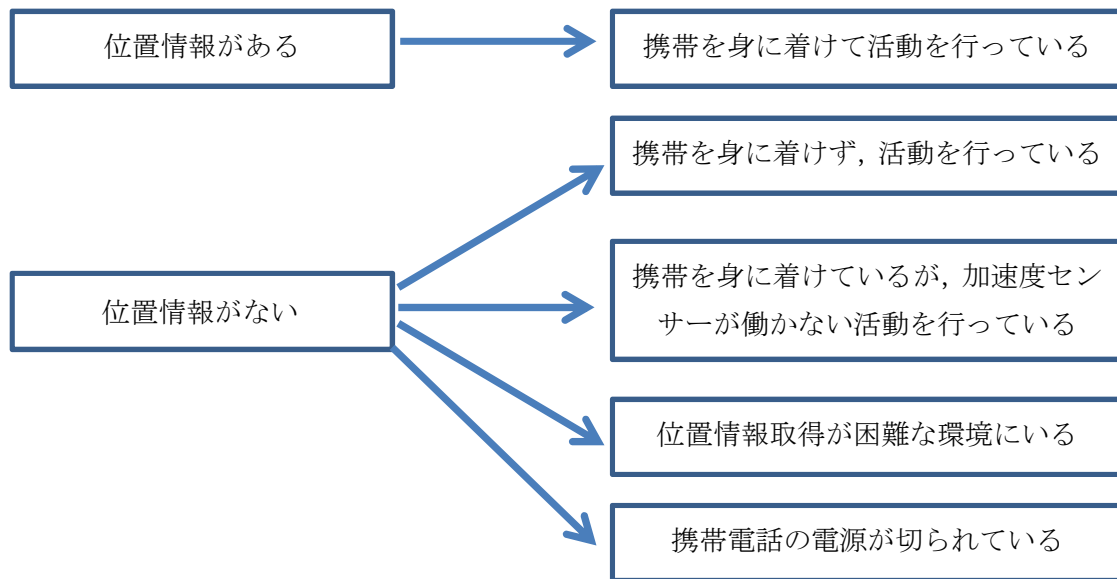 位置情報がある
携帯を身に着けて活動を行っている
携帯を身に着けず, 活動を行っている
位置情報がない
携帯を身に着けているが, 加速度セン
サーが働かない活動を行っている
位置情報取得が困難な環境にいる
携帯電話の電源が切られている